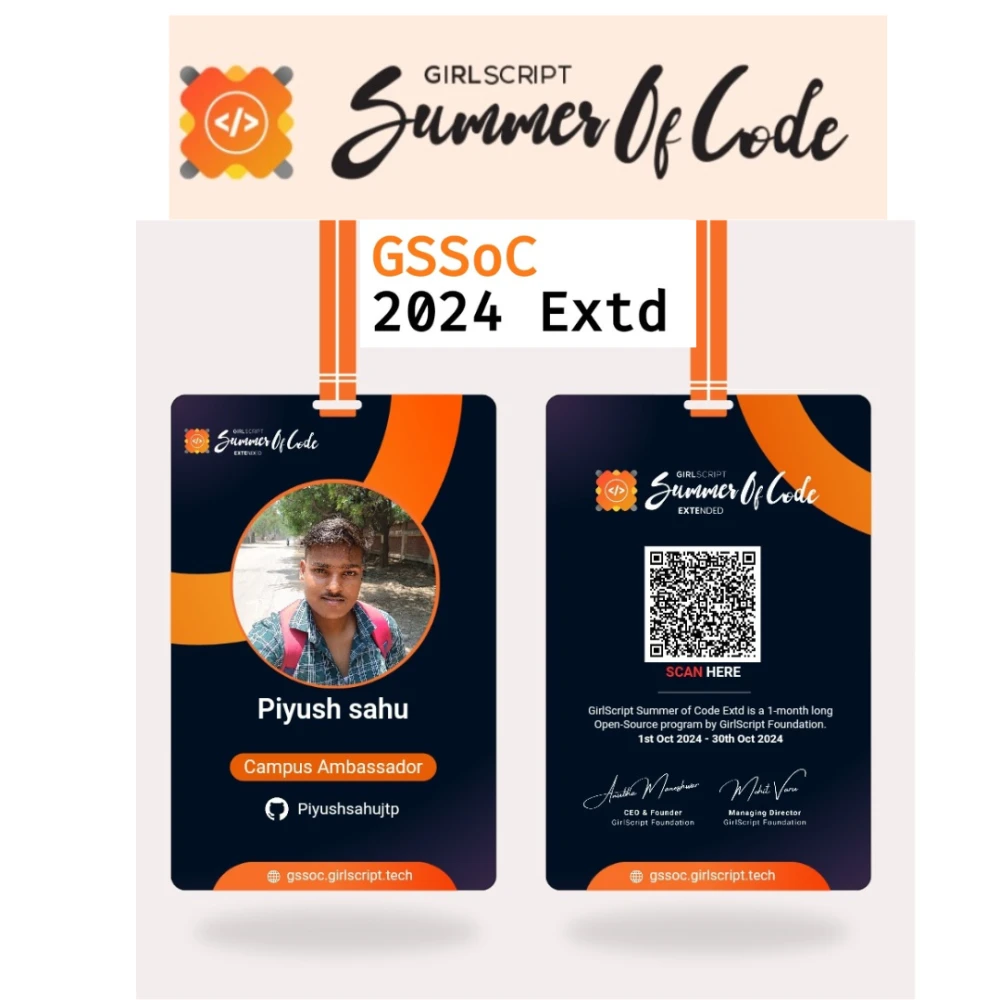 GIRLSCRIPT
Summer Of Code
GSSoC
2024 Extd
GIRLSCRIPT
Summer Of Code
EXTENDED
Piyush sahu
Campus Ambassador
Piyushsahujtp
gssoc.girlscript.tech
GIRLSCRIPT
Summer Of Code
EXTENDED
SCAN HERE
GirlScript Summer of Code Extd is a 1-month long
Open-Source program by GirlScript Foundation.
1st Oct 2024 - 30th Oct 2024
CEO & Founder
GirlScript Foundation
Managing Director
GirlScript Foundation
gssoc.girlscript.tech